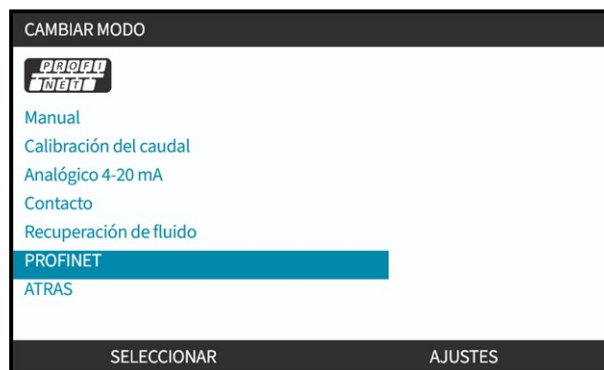 CAMBIAR MODO
PROFI
NET
Manual
Calibración del caudal
Analógico 4-20 mA
Contacto
Recuperación de fluido
PROFINET
ATRAS
SELECCIONAR AJUSTES